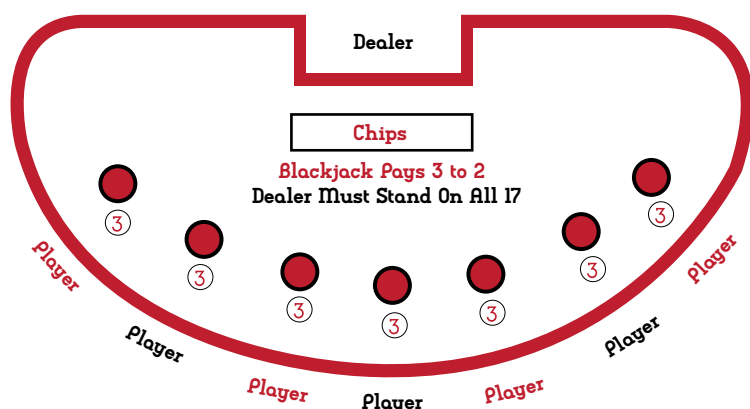 Dealer
Chips
Blackjack Pays 3 to 2
Dealer Must Stand On All 17
3
3
3
3
3
3
3
Player
Player
Player
Player
Player
Player
Player